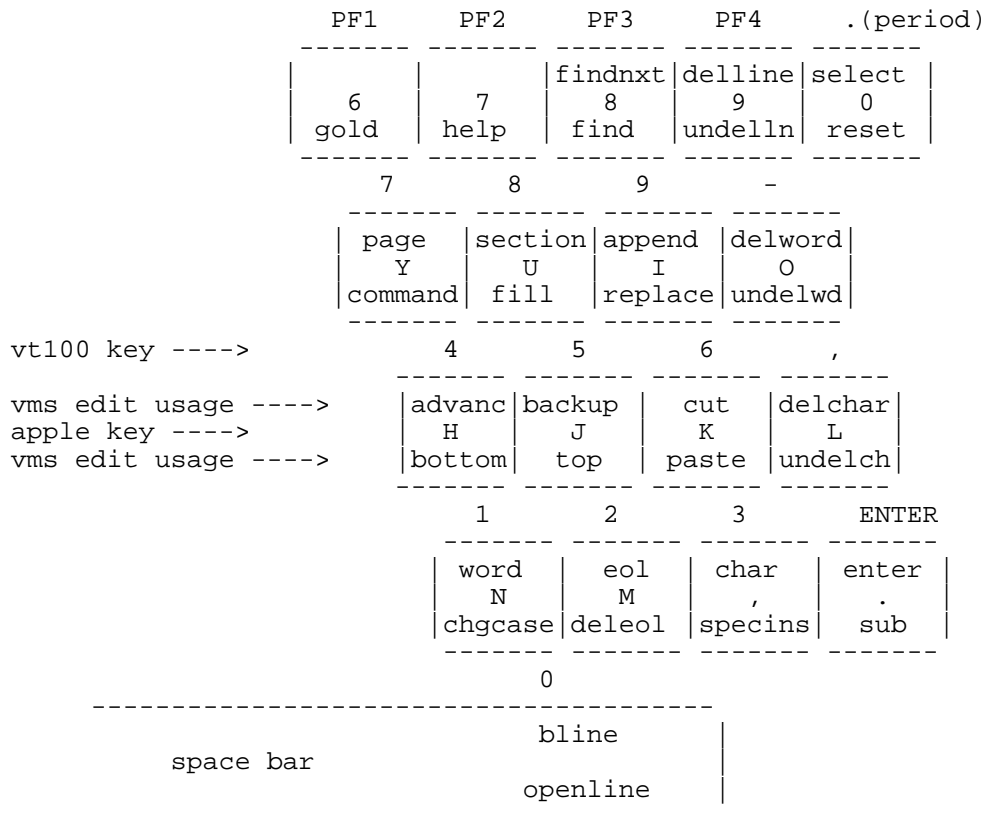 PF1 PF2 PF3 PF4 .(period)
------- ------- ------- ------- -------
| | |findnxt|delline|select |
| 6 | 7 | 8 | 9 | 0 |
| gold | help | find |undelln| reset |
------- ------- ------- ------- -------
7 8 9 -
------- ------- ------- -------
| page |section|append |delword|
| Y | U | I | O |
|command| fill |replace|undelwd|
------- ------- ------- -------
vt100 key ----> 4 5 6 ,
------- ------- ------- -------
vms edit usage ----> |advanc|backup | cut |delchar|
apple key ----> | H | J | K | L |
vms edit usage ----> |bottom| top | paste |undelch|
------- ------- ------- -------
1 2 3 ENTER
------- ------- ------- -------
| word | eol | char | enter |
| N | M | , | . |
|chgcase|deleol |specins| sub |
------- ------- ------- -------
0
---------------------------------------
bline |
space bar |
openline |